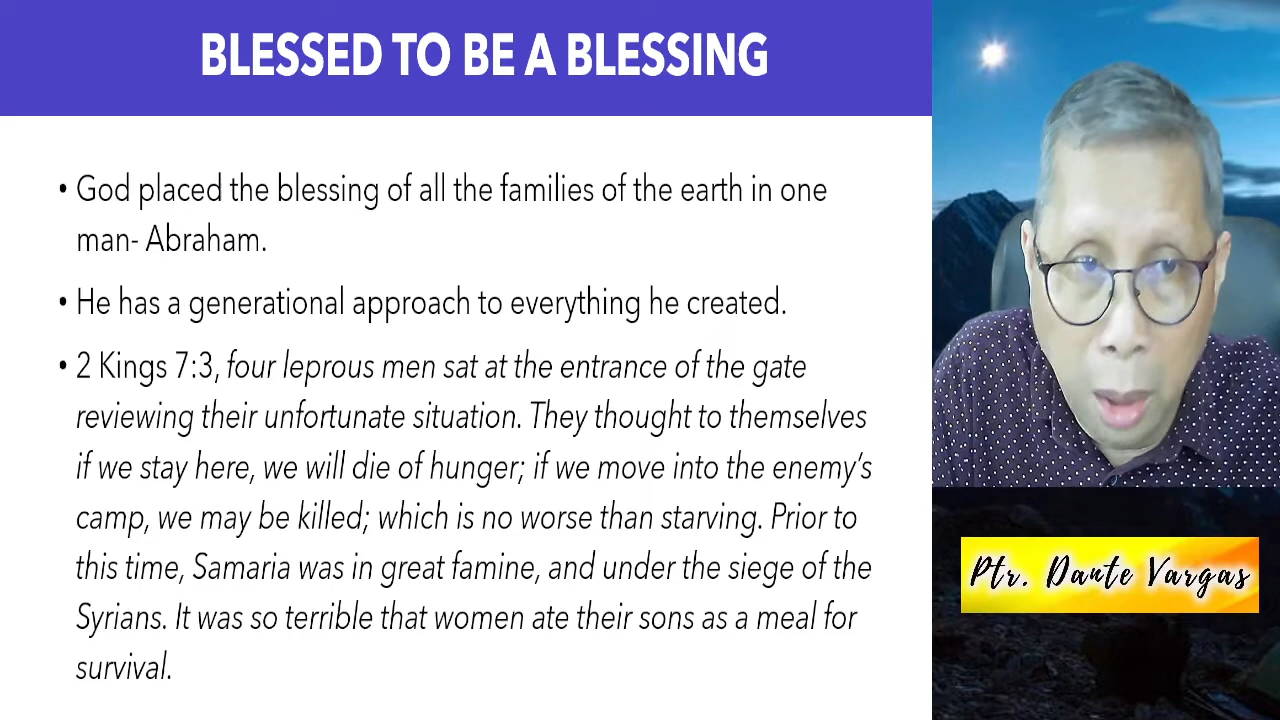 BLESSED TO BE A BLESSING
• God placed the blessing of all the families of the earth in one
man- Abraham.
• He has a generational approach to everything he created.
• 2 Kings 7:3, four leprous men sat at the entrance of the gate
reviewing their unfortunate situation. They thought to themselves
if we stay here, we will die of hunger; if we move into the enemy’s
camp, we may be killed; which is no worse than starving. Prior to
this time, Samaria was in great famine, and under the siege of the
Syrians. It was so terrible that women ate their sons as a meal for
survival.
Ptr. Dante Vargas